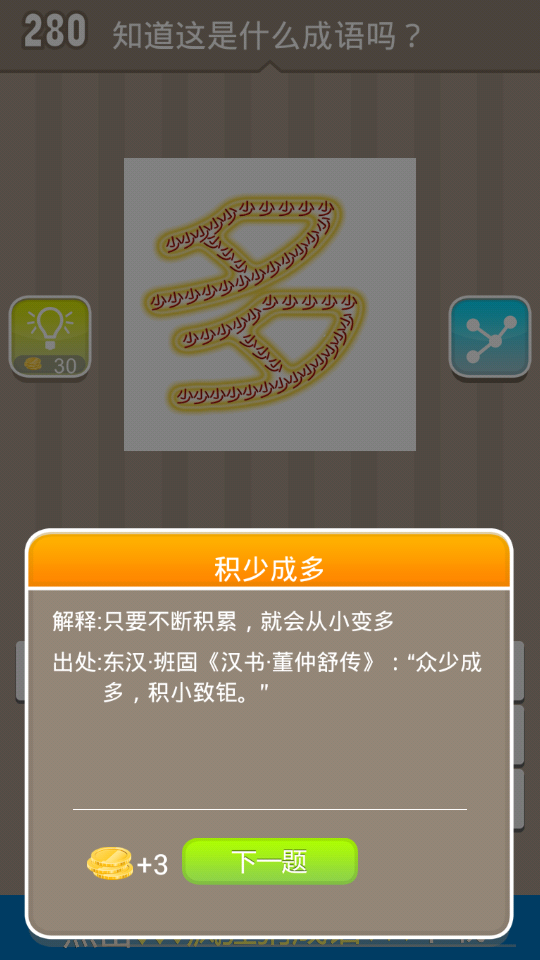 280 知道这是什么成语吗？
30
积少成多
解释:只要不断积累，就会从小变多
出处:东汉·班固《汉书·董仲舒传》：“众少成
多，积小致钜。”
+3 下一题